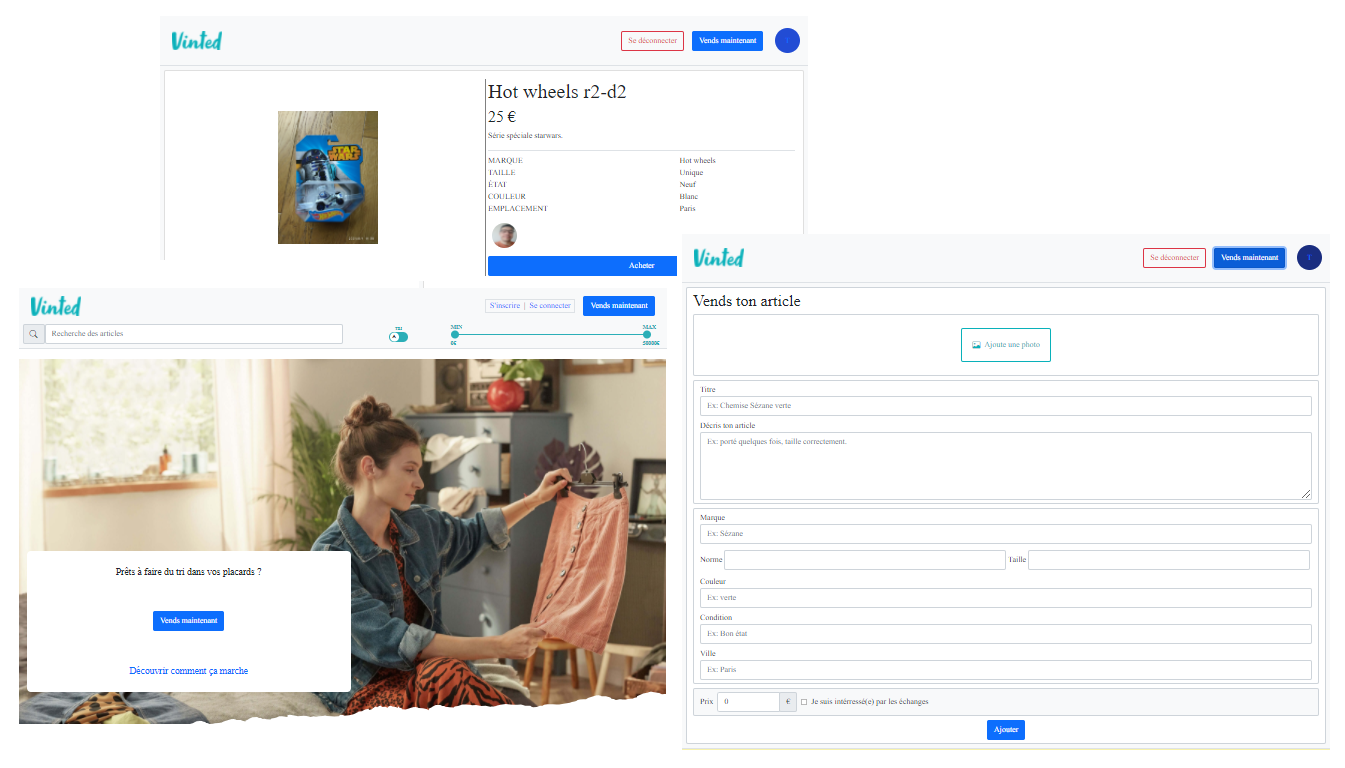 Vinted
Se déconnecter
Vends maintenant
Hot wheels r2-d2
25 €
Série spéciale starwars.
MARQUE Hot wheels
TAILLE Unique
ÉTAT Neuf
COULEUR Blanc
EMPLACEMENT Paris
STAR WARS
Acheter
Vinted
S'inscrire | Se connecter
Vends maintenant
Recherche des articles
MIN
MAX
0€
Prêts à faire du tri dans vos placards ?
Vends maintenant
Découvrir comment ça marche
Vinted
Se déconnecter
Vends maintenant
T
Vends ton article
Ajoute une photo
Titre
Ex: Chemise Sézane verte
Décris ton article
Ex: porté quelques fois, taille correctement.
Marque
Ex: Sézane
Norme
Taille
Couleur
Ex: verte
Condition
Ex: Bon état
Ville
Ex: Paris
Prix 0 € Je suis intérressé(e) par les échanges
Ajouter